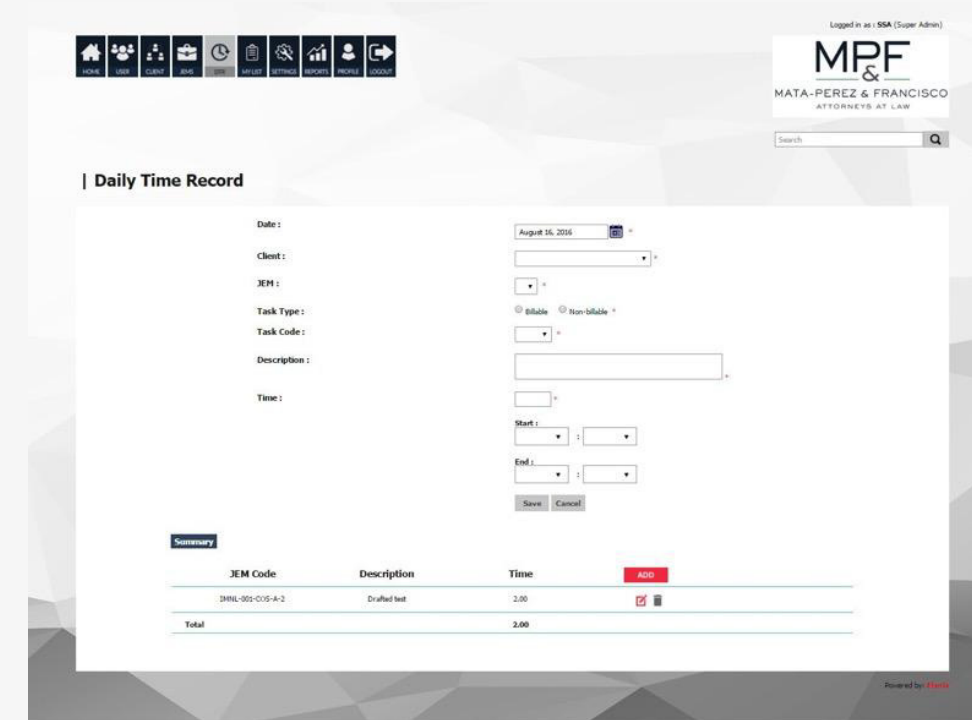 Logged in as : SSA (Super Admin)
HOME USER CLIENT JEMS DTR MY LIST SETTINGS REPORTS PROFILE LOGOUT
MPF
&
MATA-PEREZ & FRANCISCO
ATTORNEYS AT LAW
Search
| Daily Time Record
Date :
August 16, 2016 *
Client :
*
JEM :
*
Task Type :
Billable Non-billable *
Task Code :
*
Description :
*
Time :
*
Start :
:
End :
:
Save Cancel
Summary
JEM Code Description Time ADD
IMNL-001-COS-A-2 Drafted test 2.00
Total 2.00
Powered by: